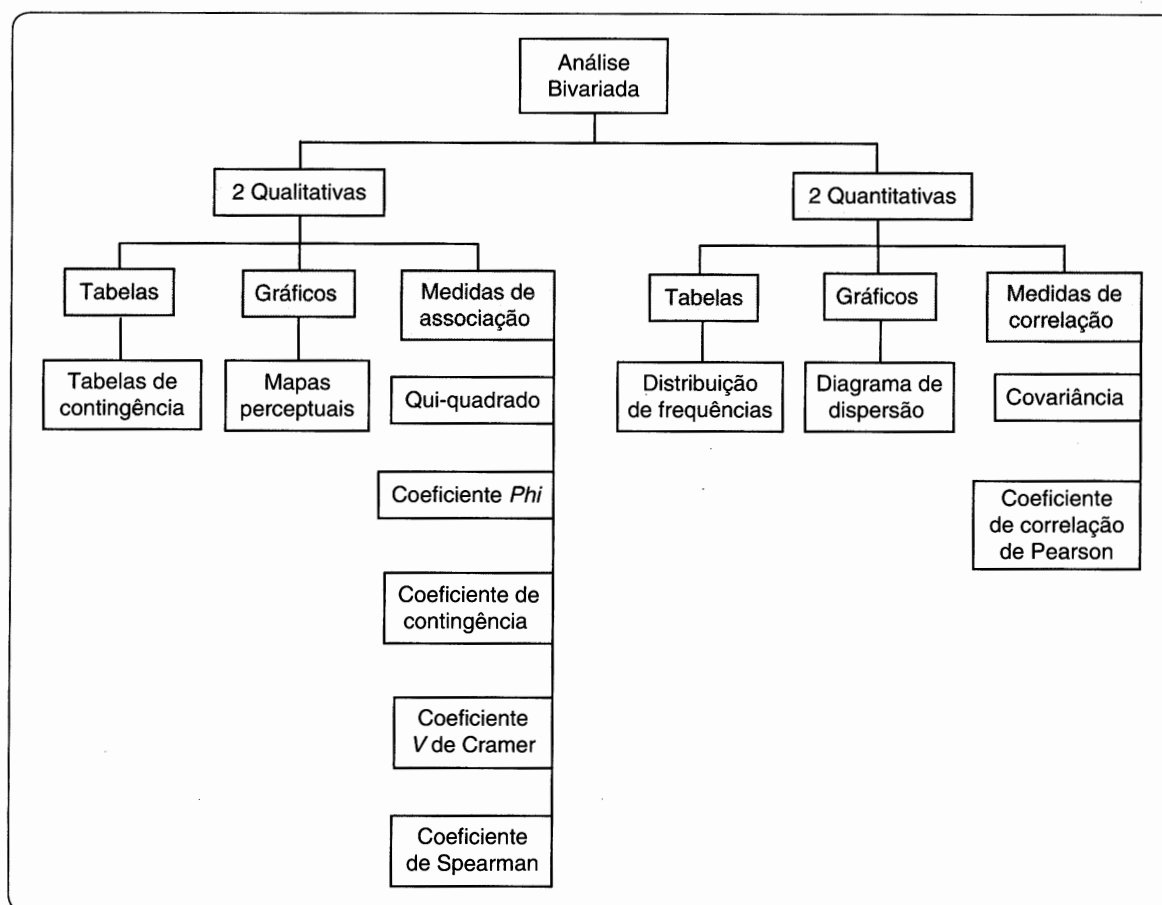 Análise
Bivariada
2 Qualitativas
2 Quantitativas
Tabelas
Gráficos
Medidas de
associação
Tabelas de
contingência
Mapas
perceptuais
Qui-quadrado
Coeficiente Phi
Coeficiente de
contingência
Coeficiente
V de Cramer
Coeficiente
de Spearman
Tabelas
Gráficos
Medidas de
correlação
Distribuição
de frequências
Diagrama de
dispersão
Covariância
Coeficiente
de correlação
de Pearson